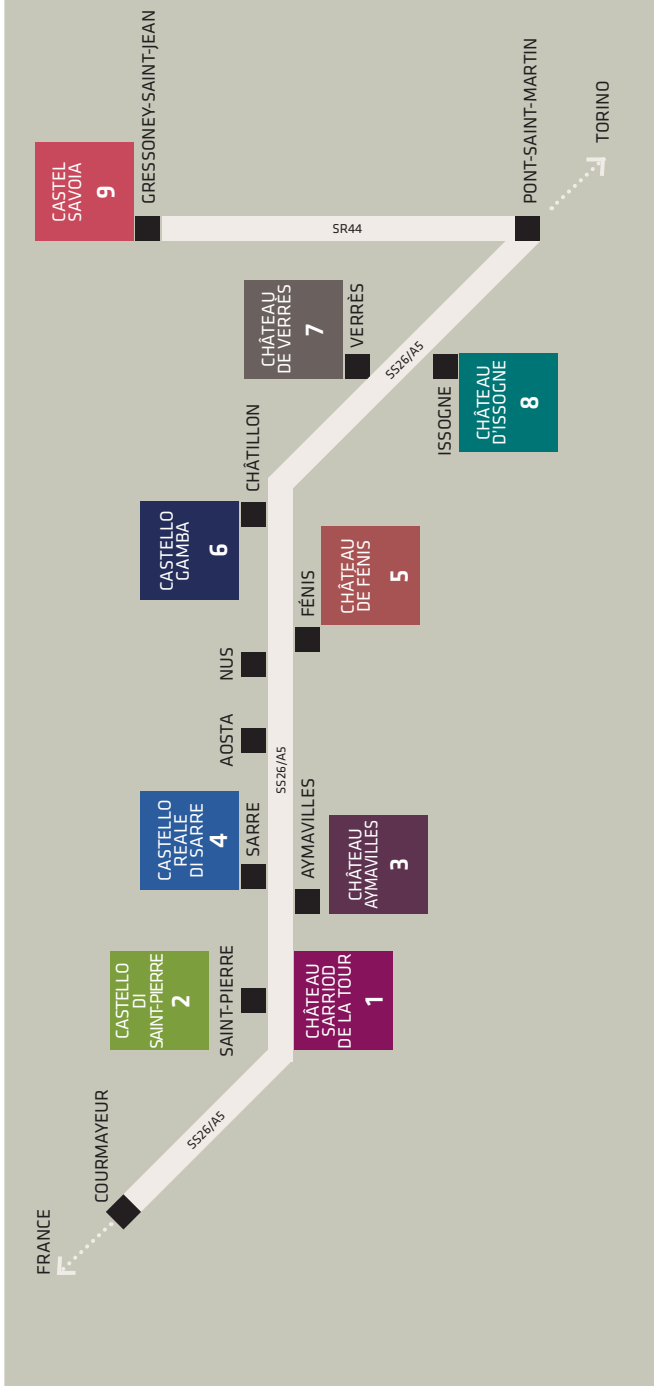 FRANCE
COURMAYEUR
SS26/A5
CASTELLO
DI
SAINT-PIERRE
2
SAINT-PIERRE
CHÂTEAU
SARRIOD
DE LA TOUR
1
CASTELLO
REALE
DI SARRE
4
SARRE
AYMAVILLES
CHÂTEAU
AYMAVILLES
3
SS26/A5
AOSTA
NUS
FÉNIS
CHÂTEAU
DE FÉNIS
5
CASTELLO
GAMBA
6
CHÂTILLON
CHÂTEAU
DE VERRÈS
7
VERRÈS
SS26/A5
ISSOGNE
CHÂTEAU
D'ISSOGNE
8
CASTEL
SAVOIA
9
GRESSONEY-SAINT-JEAN
SR44
PONT-SAINT-MARTIN
TORINO